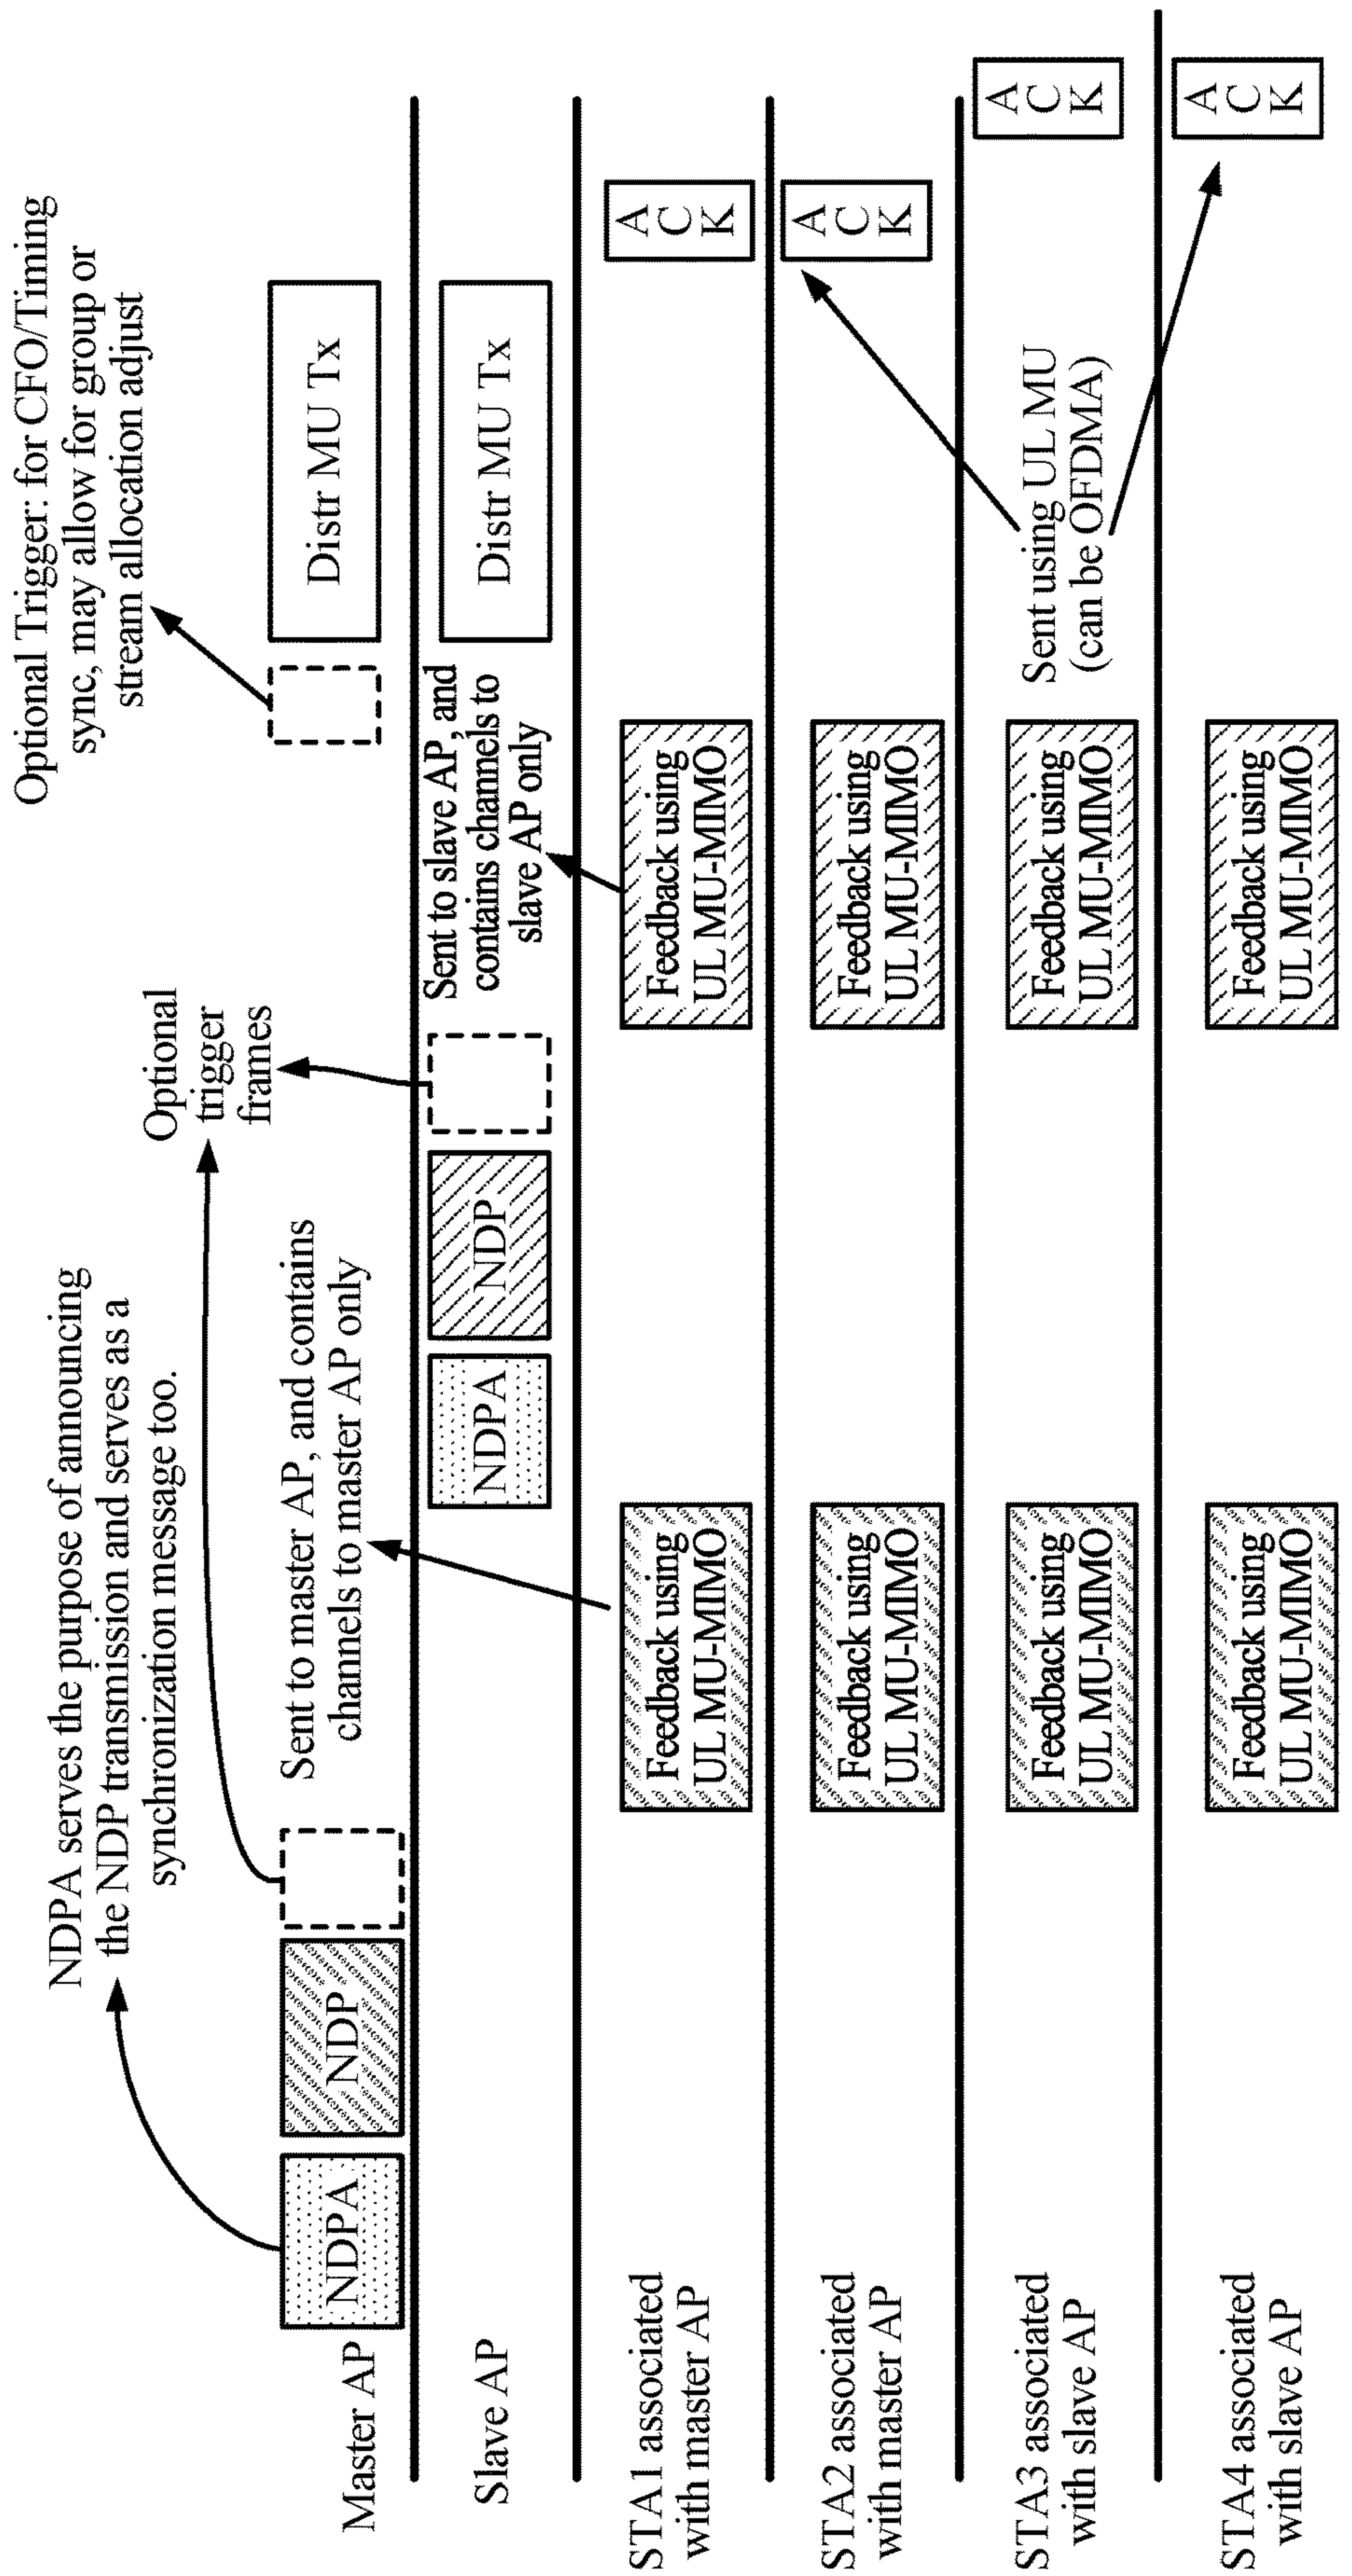 NDPA serves the purpose of announcing
the NDP transmission and serves as a
synchronization message too.
Optional
trigger
frames
Optional Trigger: for CFO/Timing
sync, may allow for group or
stream allocation adjust
Master AP
NDPA
NDP
Sent to master AP, and contains
channels to master AP only
Distr MU Tx
Slave AP
NDPA
NDP
Sent to slave AP, and
contains channels to
slave AP only
Distr MU Tx
STA1 associated
with master AP
Feedback using
UL MU-MIMO
Feedback using
UL MU-MIMO
A
C
K
STA2 associated
with master AP
Feedback using
UL MU-MIMO
Feedback using
UL MU-MIMO
A
C
K
STA3 associated
with slave AP
Feedback using
UL MU-MIMO
Feedback using
UL MU-MIMO
Sent using UL MU
(can be OFDMA)
A
C
K
STA4 associated
with slave AP
Feedback using
UL MU-MIMO
Feedback using
UL MU-MIMO
A
C
K